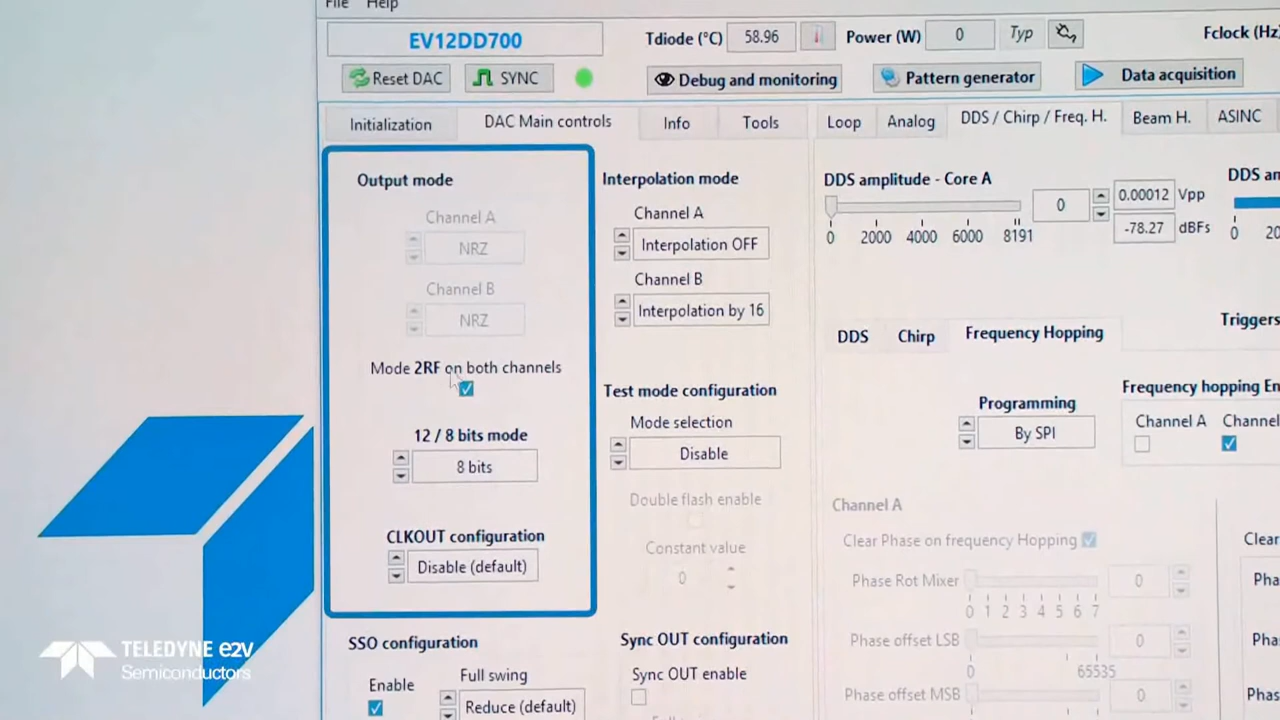 File Help
EV12DD700
Tdiode (°C) 58.96 Power (W) 0 Typ Fclock (Hz
Reset DAC SYNC Debug and monitoring Pattern generator Data acquisition
Initialization DAC Main controls Info Tools Loop Analog DDS / Chirp / Freq. H. Beam H. ASINC
Output mode
Channel A
NRZ
Channel B
NRZ
Mode 2RF on both channels
12 / 8 bits mode
8 bits
CLKOUT configuration
Disable (default)
SSO configuration
Enable
Full swing
Reduce (default)
Interpolation mode
Channel A
Interpolation OFF
Channel B
Interpolation by 16
Test mode configuration
Mode selection
Disable
Double flash enable
Constant value
0
Sync OUT configuration
Sync OUT enable
DDS amplitude - Core A
0 2000 4000 6000 8191
0
0.00012 Vpp
-78.27 dBFs
DDS am
0 20
Triggers
DDS Chirp Frequency Hopping
Programming
By SPI
Frequency hopping En
Channel A Channel
Channel A
Clear Phase on frequency Hopping
Phase Rot Mixer 0
0 1 2 3 4 5 6 7
Phase offset LSB 0
0 65535
Phase offset MSB 0
Clear
Pha
Pha
Pha
TELEDYNE e2v
Semiconductors